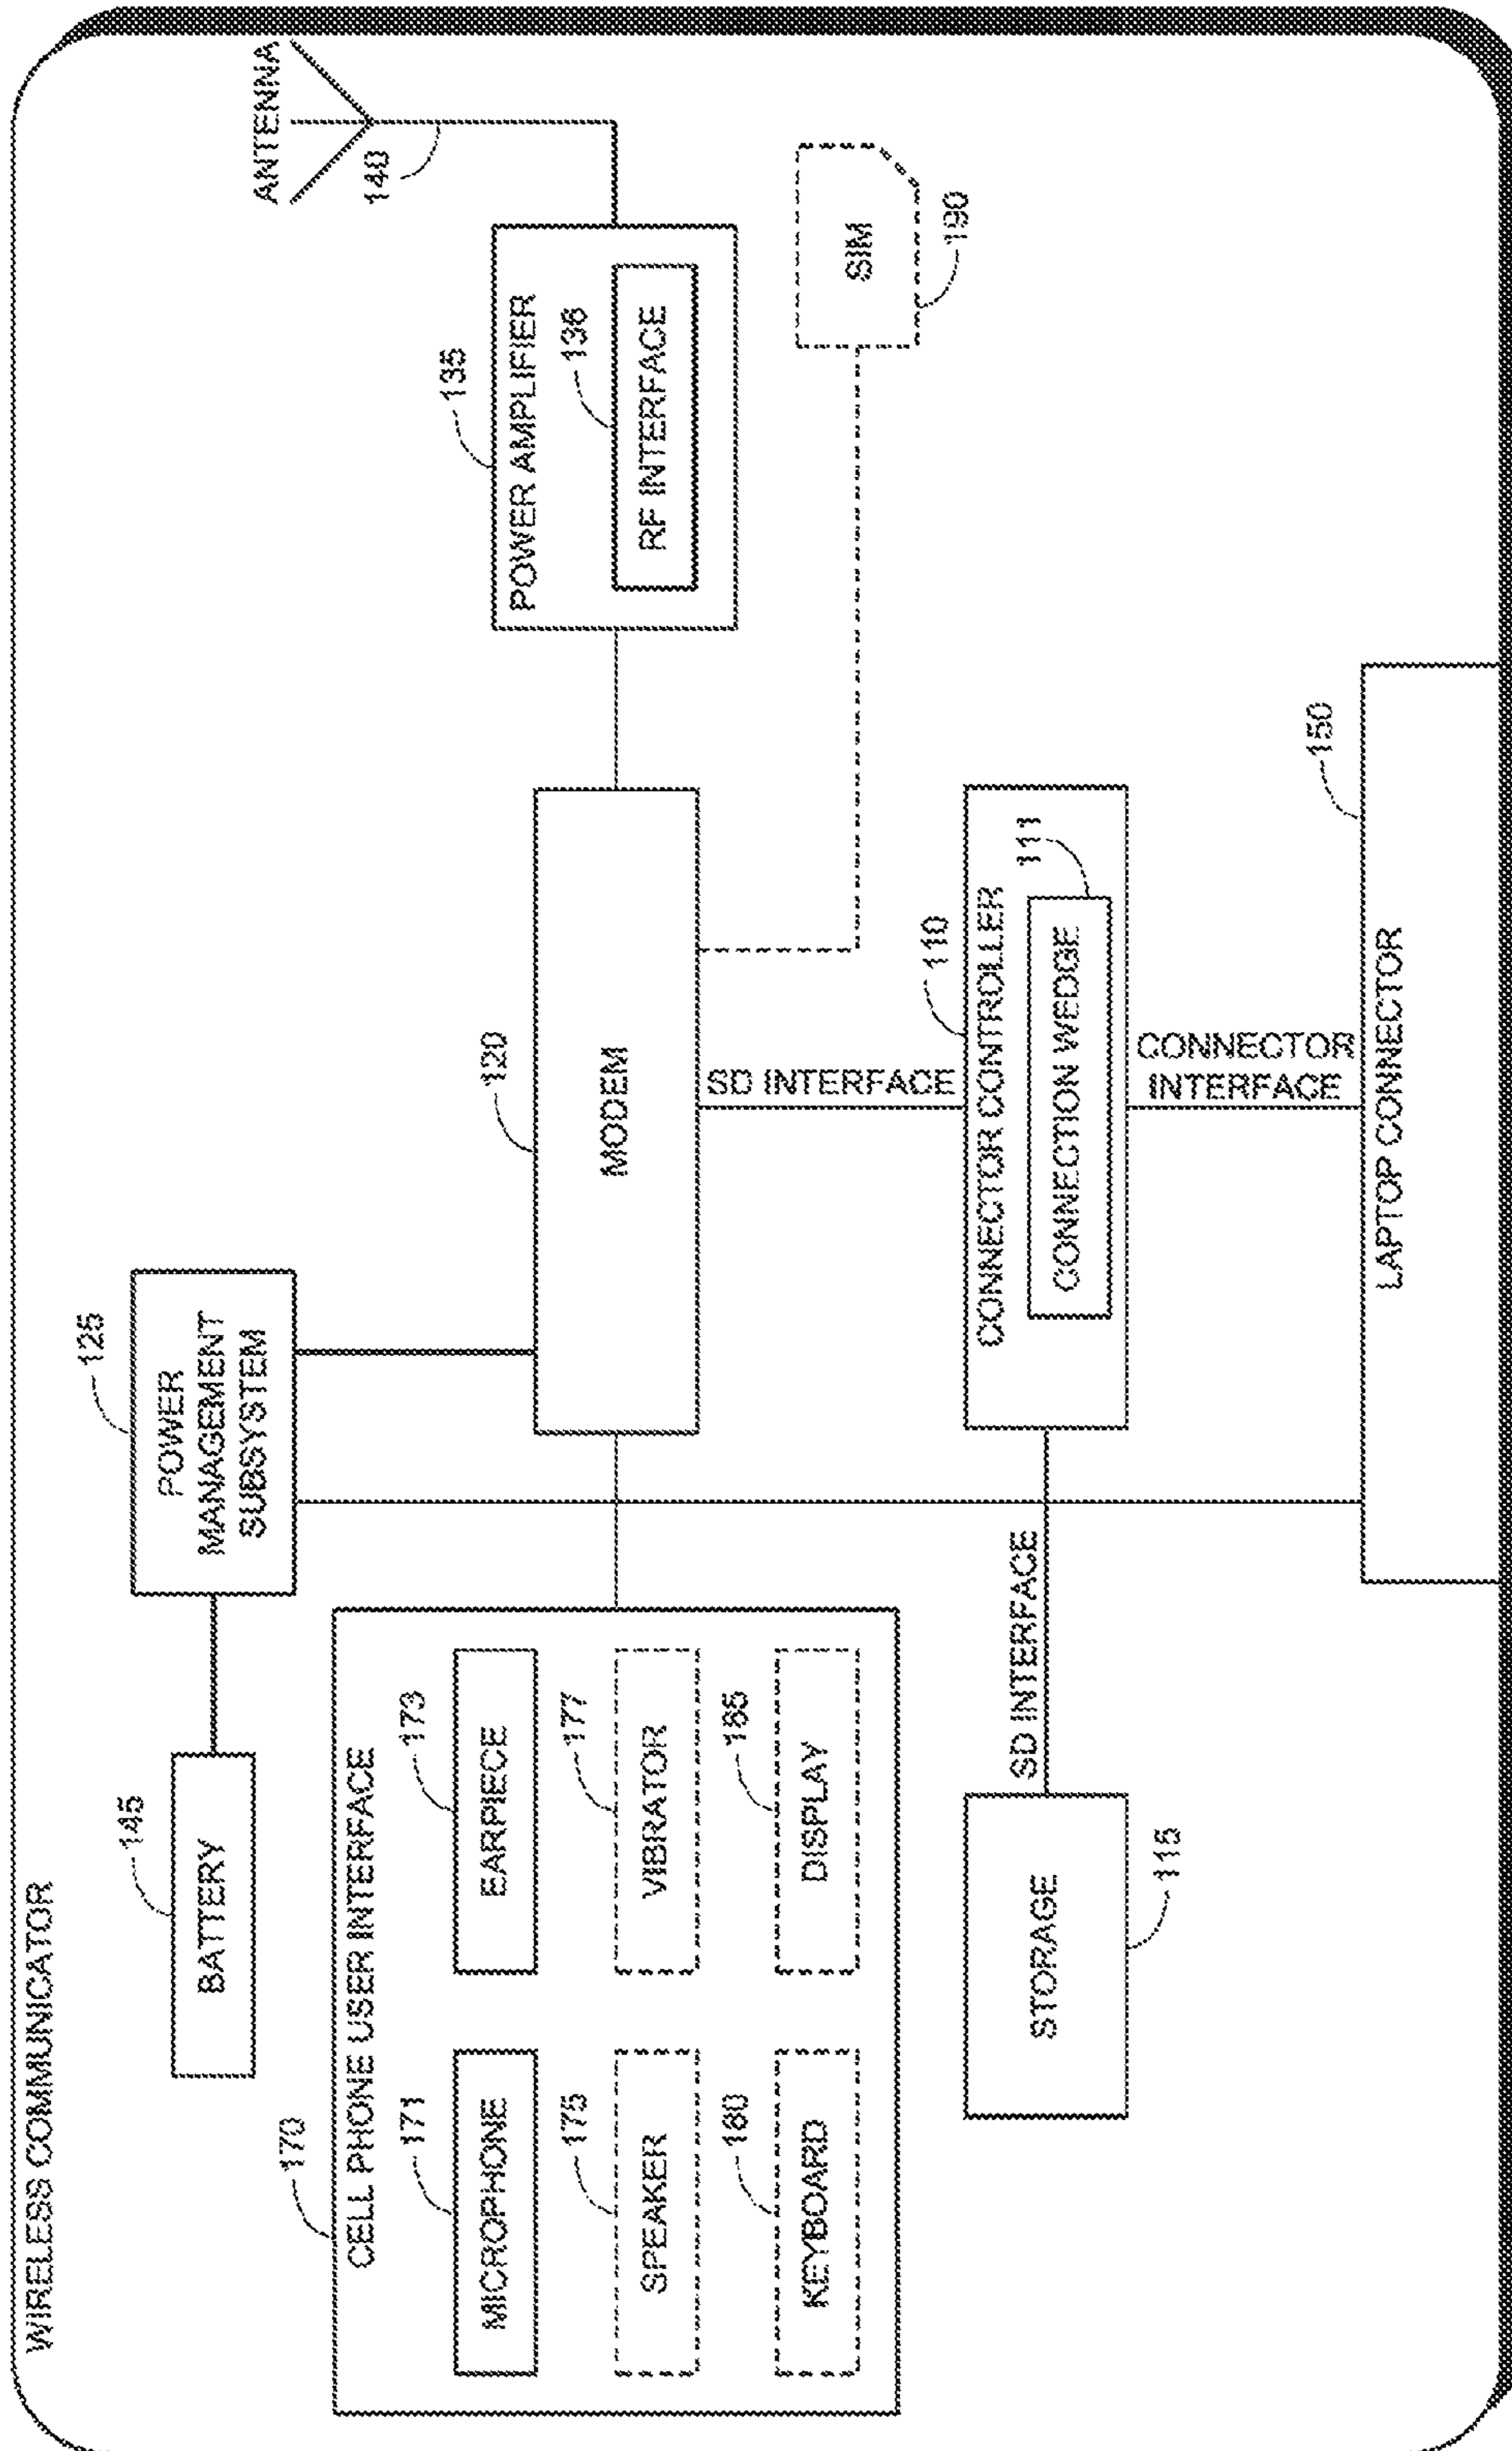 WIRELESS COMMUNICATOR
145
BATTERY
125
POWER
MANAGEMENT
SUBSYSTEM
ANTENNA
140
170
CELL PHONE USER INTERFACE
171
MICROPHONE
173
EARPIECE
175
SPEAKER
177
VIBRATOR
180
KEYBOARD
185
DISPLAY
120
MODEM
135
POWER AMPLIFIER
136
RF INTERFACE
SIM
190
SD INTERFACE
STORAGE
115
SD INTERFACE
110
CONNECTOR CONTROLLER
111
CONNECTION WEDGE
CONNECTOR
INTERFACE
150
LAPTOP CONNECTOR